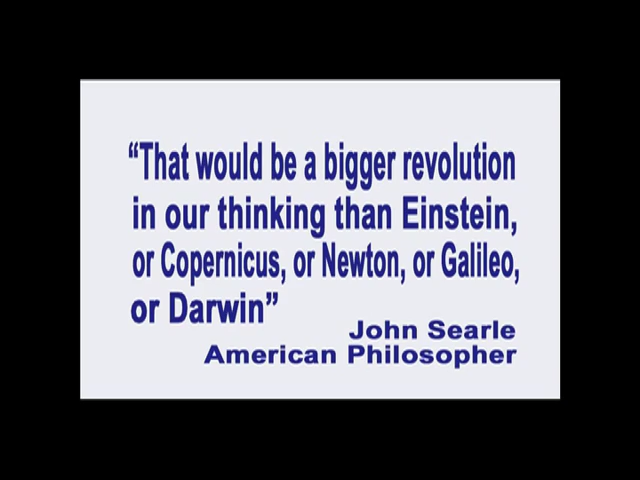 “That would be a bigger revolution
in our thinking than Einstein,
or Copernicus, or Newton, or Galileo,
or Darwin”
John Searle
American Philosopher